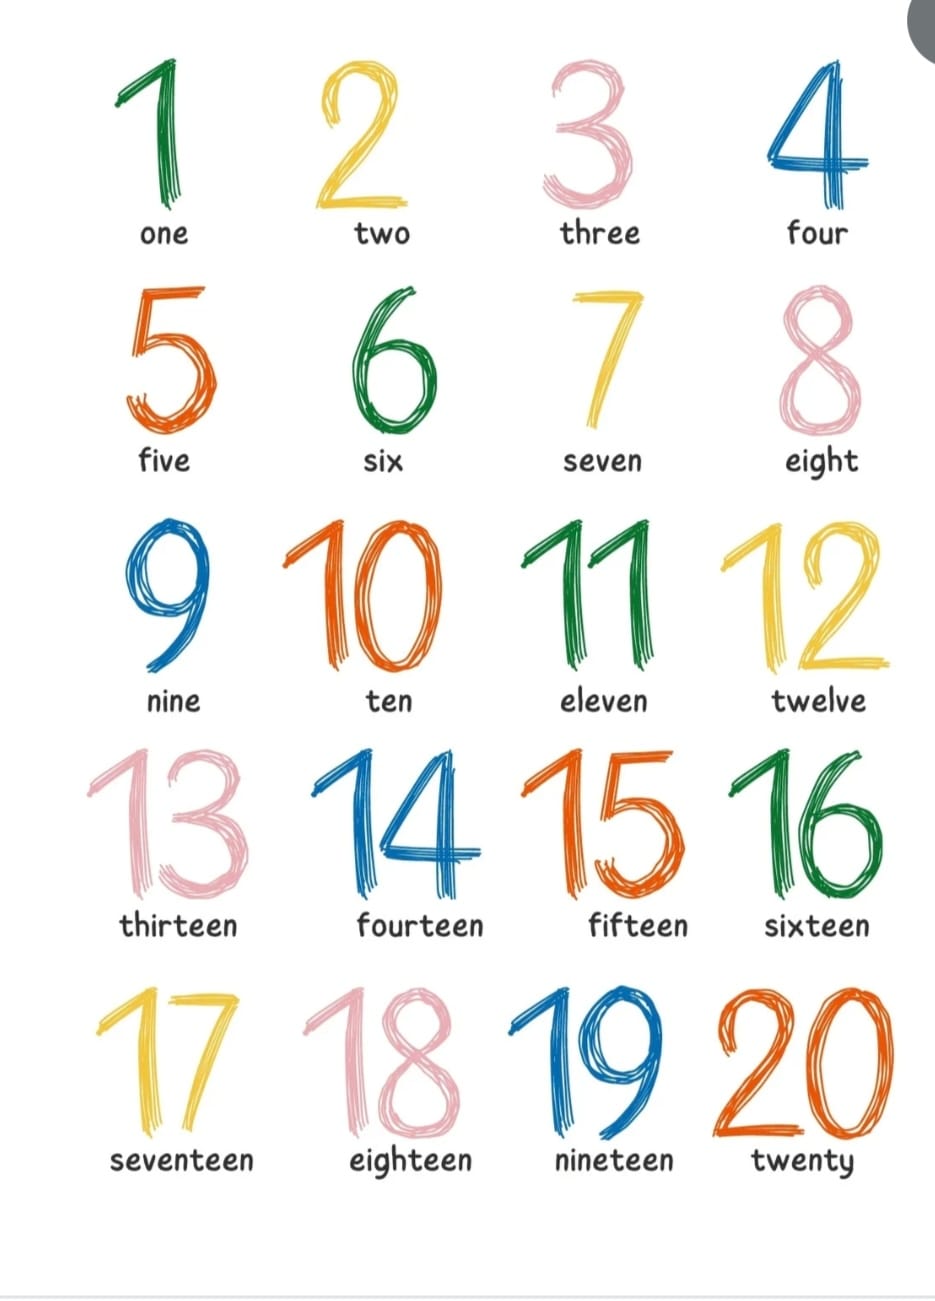 1 2 3 4
one two three four
5 6 7 8
five six seven eight
9 10 11 12
nine ten eleven twelve
13 14 15 16
thirteen fourteen fifteen sixteen
17 18 19 20
seventeen eighteen nineteen twenty